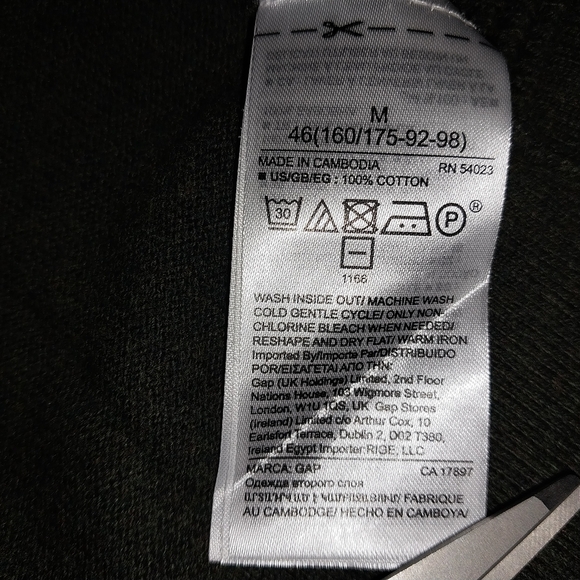 M
46(160/175-92-98)
MADE IN CAMBODIA RN 54023
■ US/GB/EG : 100% COTTON
30 P ®
1166
WASH INSIDE OUT/ MACHINE WASH
COLD GENTLE CYCLE/ ONLY NON-
CHLORINE BLEACH WHEN NEEDED/
RESHAPE AND DRY FLAT/ WARM IRON
Imported By/Importe Par/DISTRIBUIDO
POR/ΕΙΣΑΓΕΤΑΙ ΑΠΟ ΤΗΝ:
Gap (UK Holdings) Limited, 2nd Floor
Nations House, 103 Wigmore Street,
London, W1U 1QS, UK Gap Stores
(Ireland) Limited c/o Arthur Cox, 10
Earlsfort Terrace, Dublin 2, D02 T380,
Ireland Egypt Importer:RIGE, LLC
MARCA: GAP CA 17897
Одежда второго слоя
FABRIQUE
AU CAMBODGE/ HECHO EN CAMBOYA/